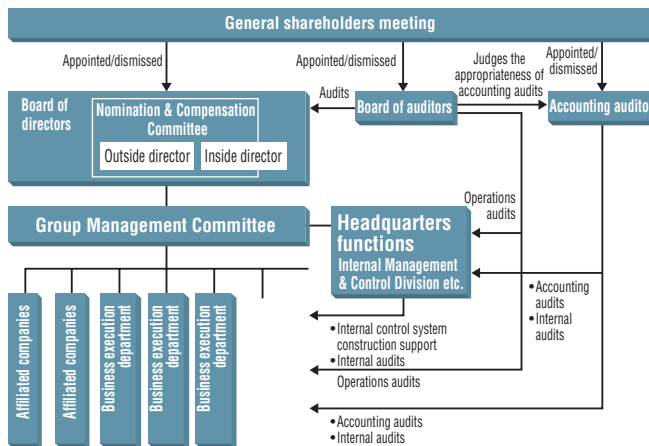 General shareholders meeting
Appointed/dismissed
Appointed/dismissed
Judges the
appropriateness of
accounting audits
Appointed/
dismissed
Board of
directors
Nomination & Compensation
Committee
Outside director
Inside director
Audits
Board of auditors
Accounting auditor
Operations
audits
Group Management Committee
Headquarters
functions
Internal Management
& Control Division etc.
• Accounting
audits
• Internal
audits
Affiliated companies
Affiliated companies
Business execution
department
Business execution
department
Business execution
department
• Internal control system
construction support
• Internal audits
Operations audits
• Accounting audits
• Internal audits